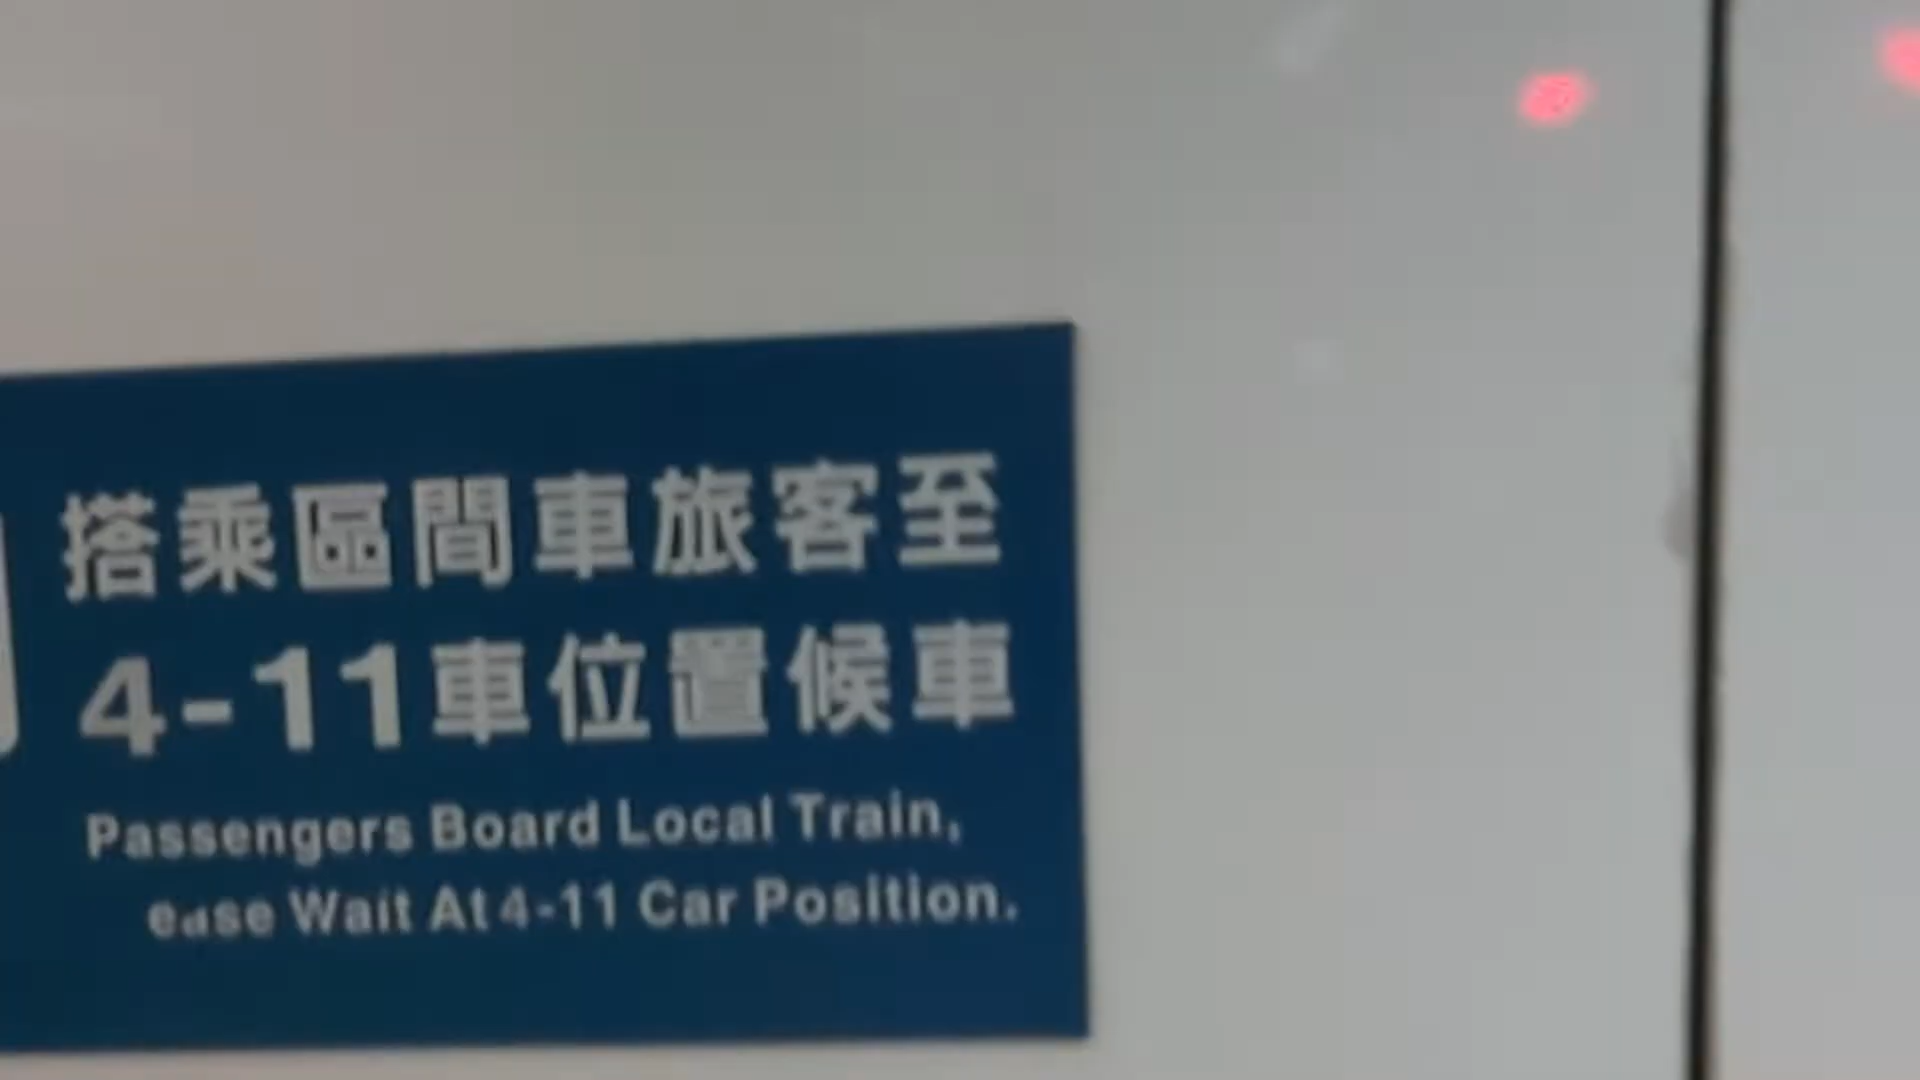 搭乘區間車旅客至
4-11車位置候車
Passengers Board Local Train,
ease Wait At 4-11 Car Position.